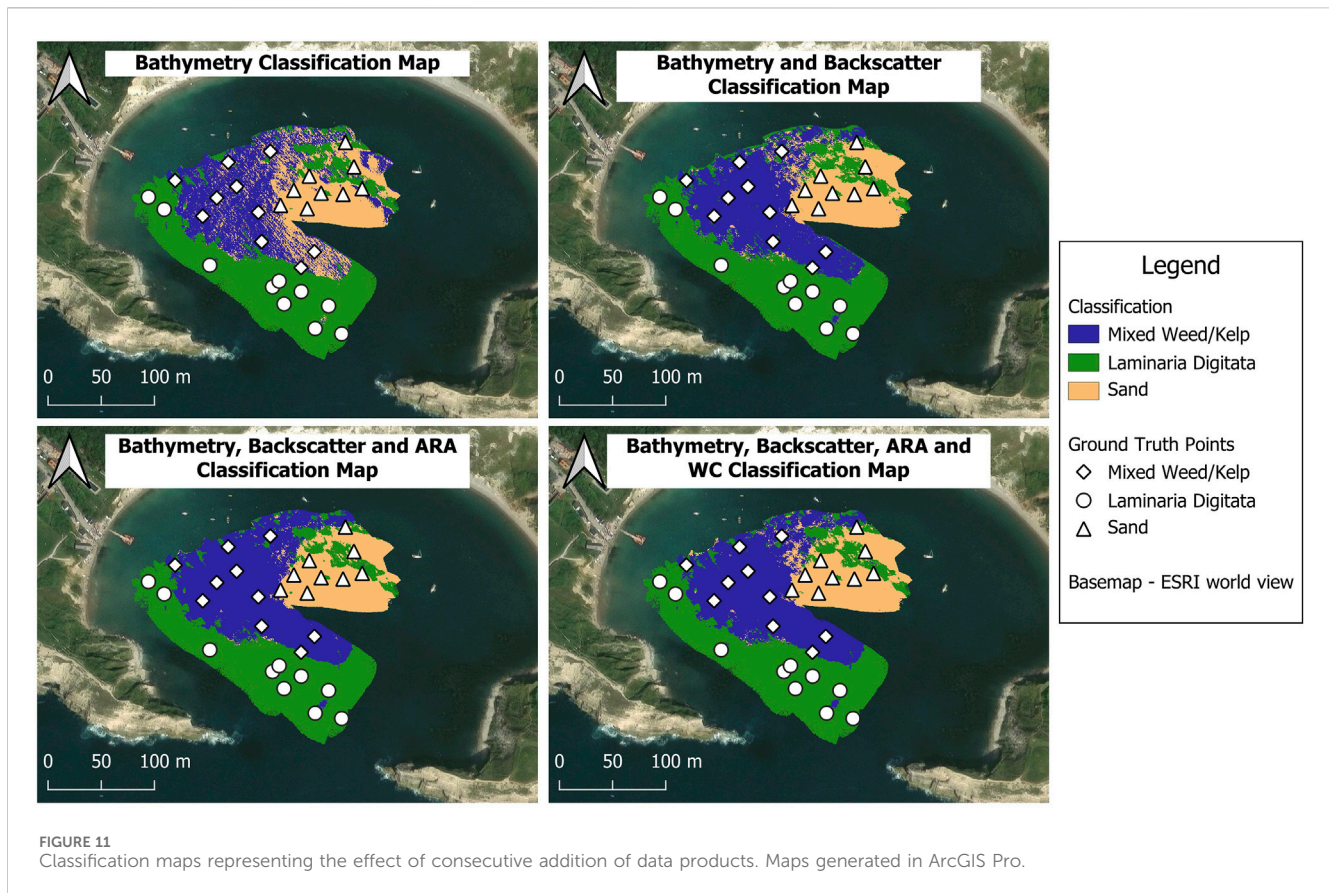 Bathymetry Classification Map
0 50 100 m
Bathymetry and Backscatter
Classification Map
0 50 100 m
Bathymetry, Backscatter and ARA
Classification Map
0 50 100 m
Bathymetry, Backscatter, ARA and
WC Classification Map
0 50 100 m
Legend
Classification
Mixed Weed/Kelp
Laminaria Digitata
Sand
Ground Truth Points
Mixed Weed/Kelp
Laminaria Digitata
Sand
Basemap - ESRI world view
FIGURE 11
Classification maps representing the effect of consecutive addition of data products. Maps generated in ArcGIS Pro.